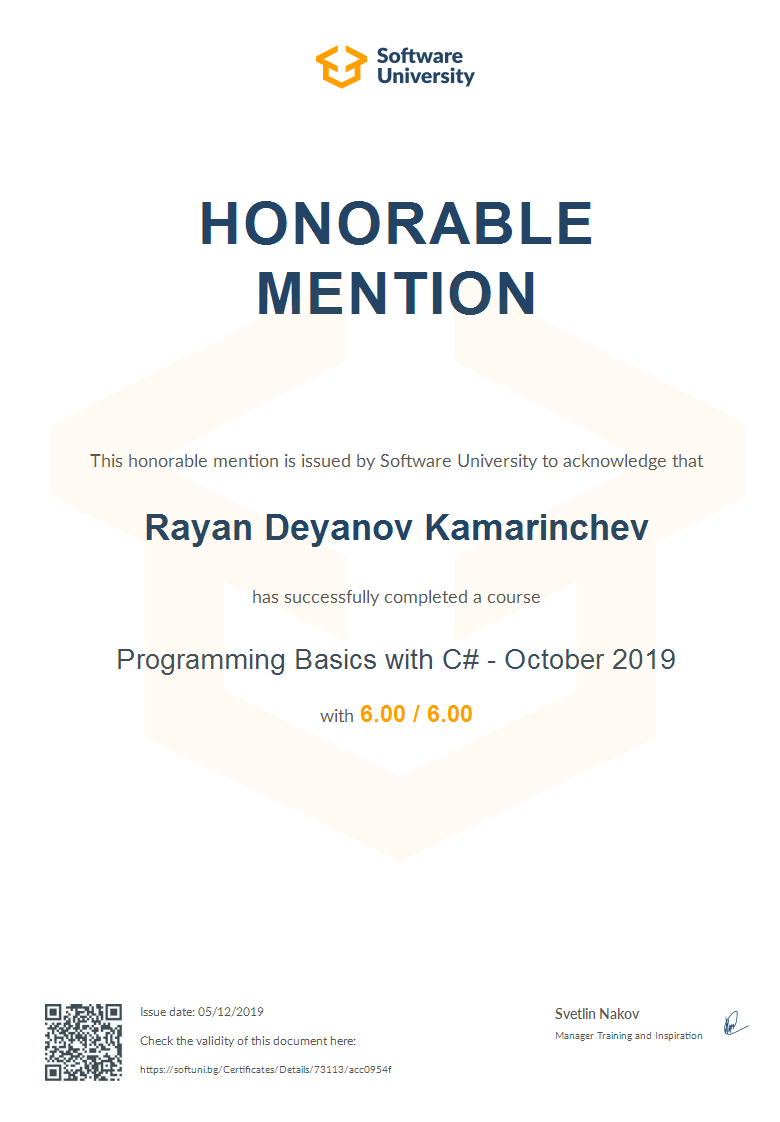 Software
University
HONORABLE
MENTION
This honorable mention is issued by Software University to acknowledge that
Rayan Deyanov Kamarinchev
has successfully completed a course
Programming Basics with C# - October 2019
with 6.00 / 6.00
Issue date: 05/12/2019
Check the validity of this document here:
https://softuni.bg/Certificates/Details/73113/acc0954f
Svetlin Nakov
Manager Training and Inspiration